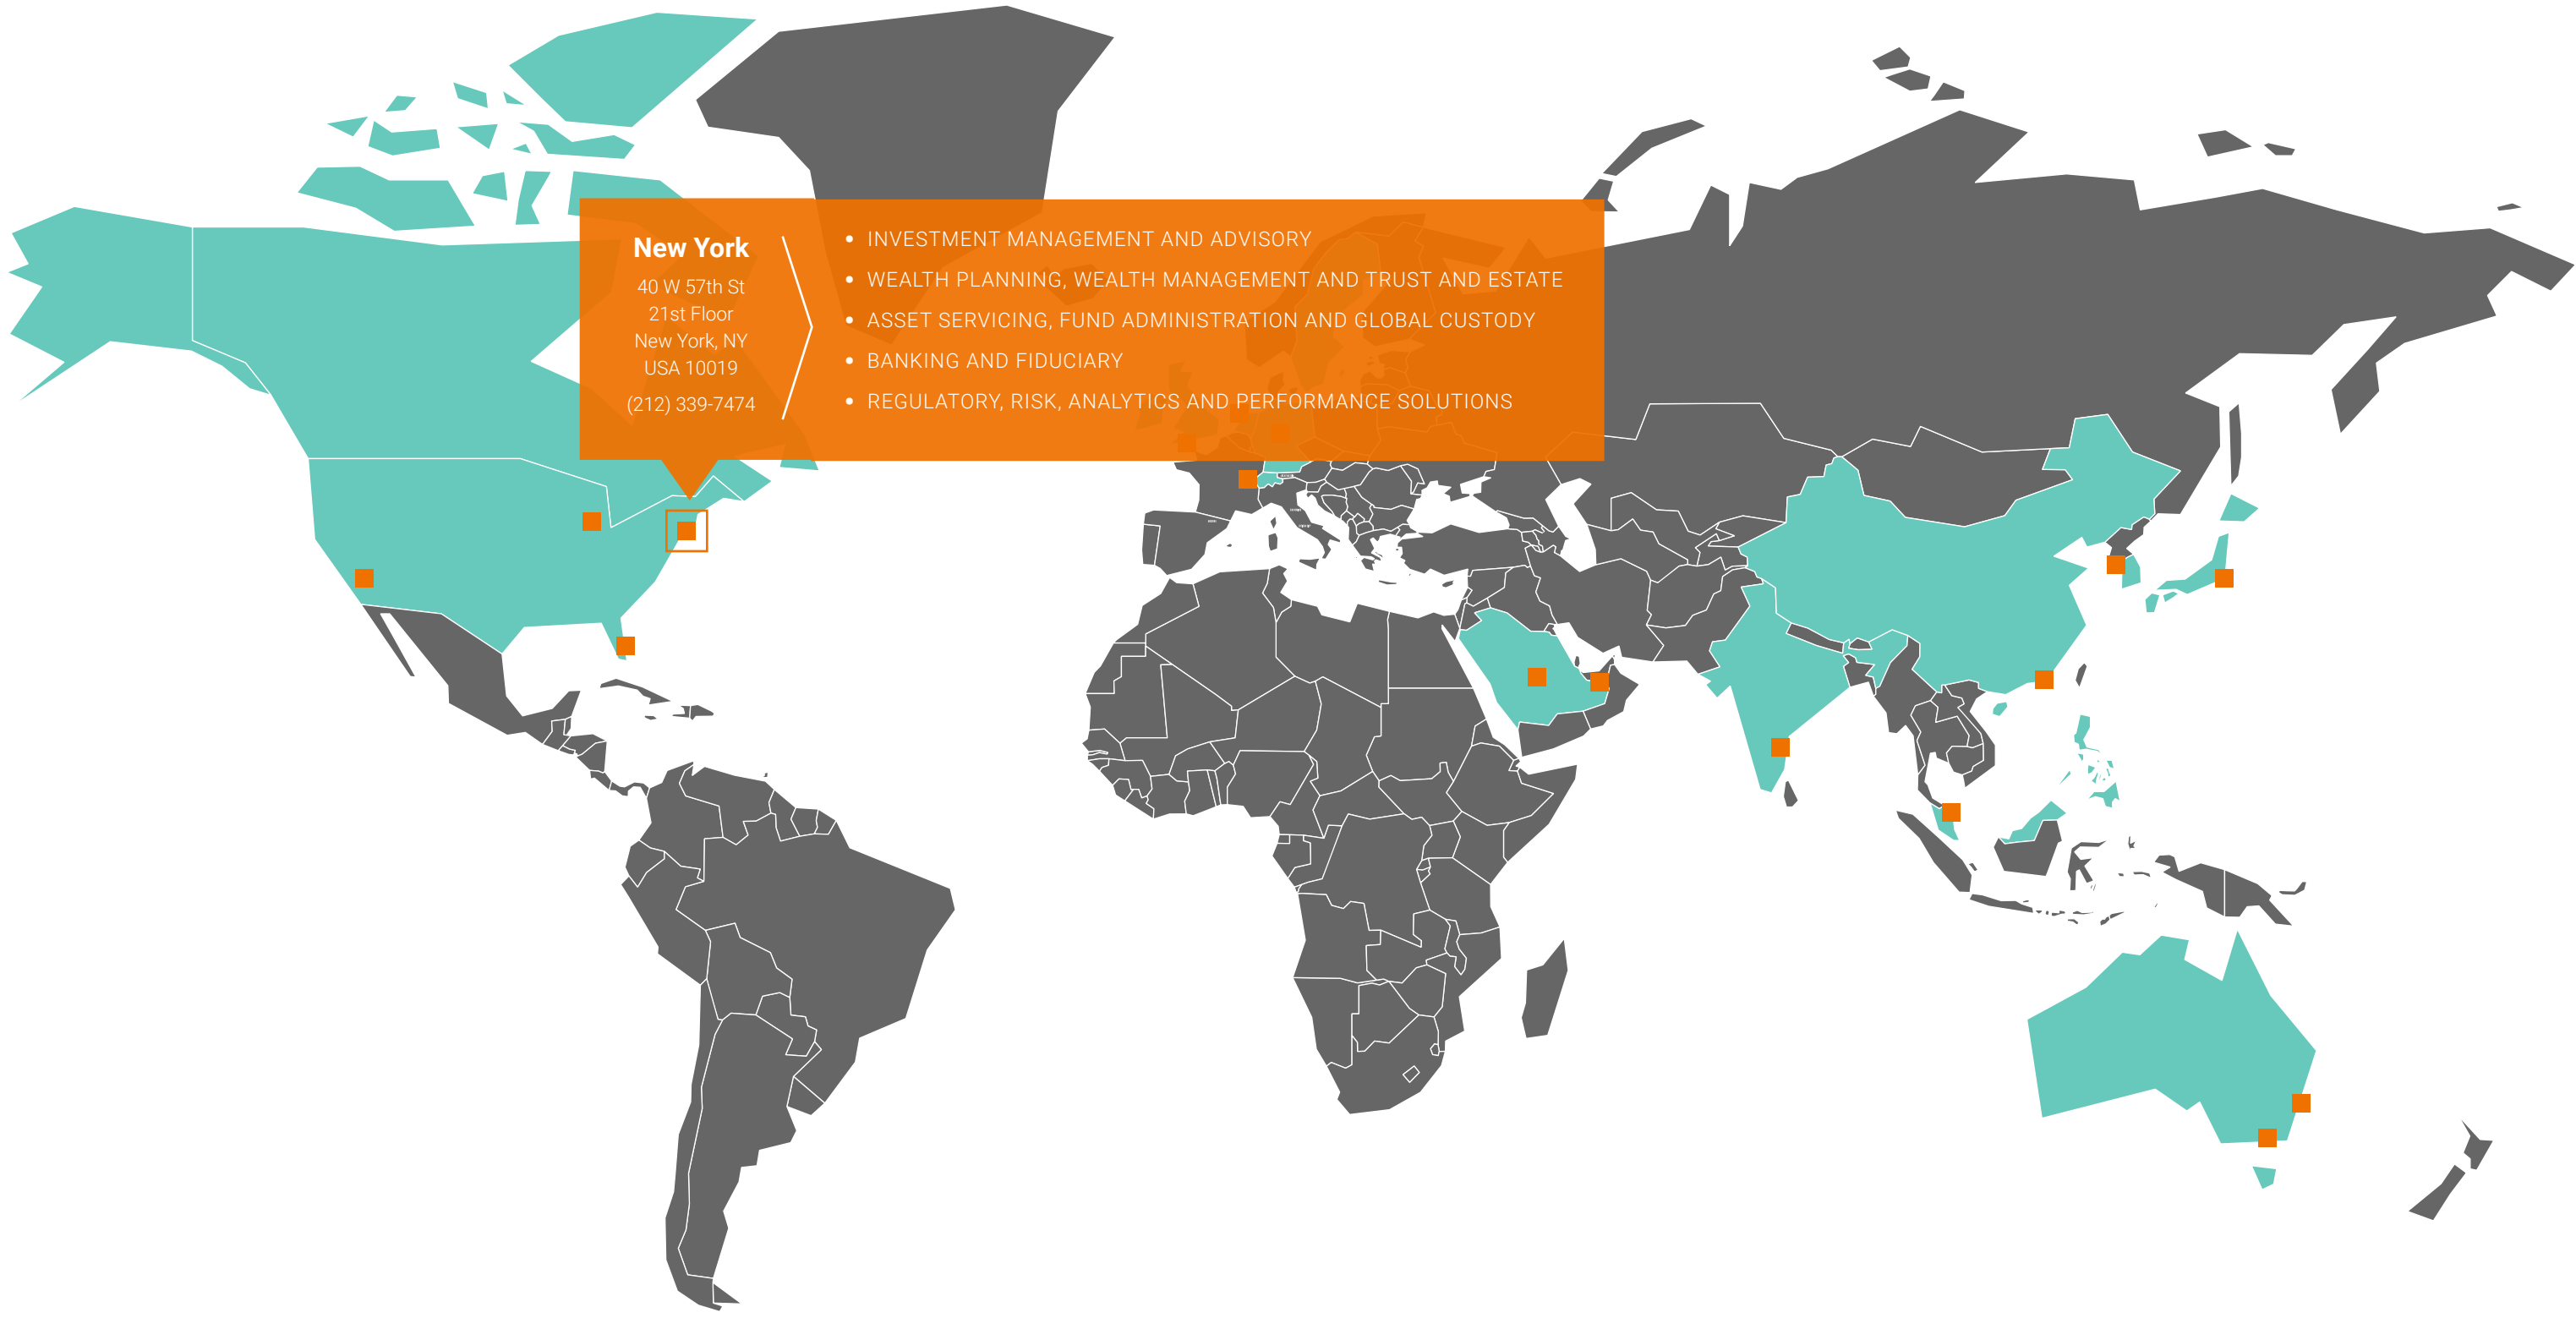 New York
40 W 57th St
21st Floor
New York, NY
USA 10019
(212) 339-7474
INVESTMENT MANAGEMENT AND ADVISORY
WEALTH PLANNING, WEALTH MANAGEMENT AND TRUST AND ESTATE
ASSET SERVICING, FUND ADMINISTRATION AND GLOBAL CUSTODY
BANKING AND FIDUCIARY
REGULATORY, RISK, ANALYTICS AND PERFORMANCE SOLUTIONS